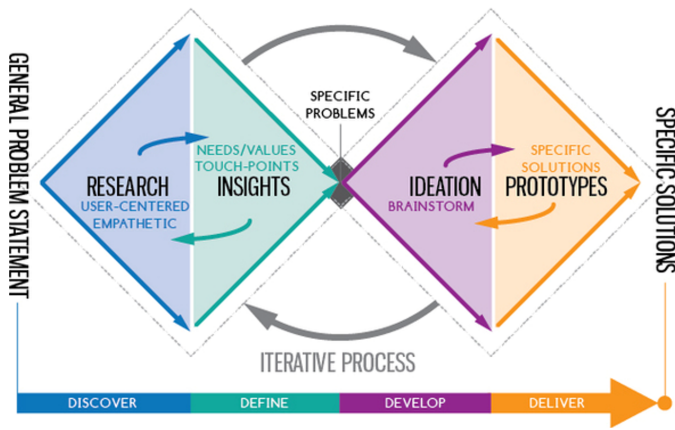 GENERAL PROBLEM STATEMENT
SPECIFIC
PROBLEMS
NEEDS/VALUES
TOUCH-POINTS
SPECIFIC
SOLUTIONS
RESEARCH
INSIGHTS
IDEATION
PROTOTYPES
USER-CENTERED
EMPATHETIC
BRAINSTORM
SPECIFIC SOLUTIONS
ITERATIVE PROCESS
DISCOVER
DEFINE
DEVELOP
DELIVER